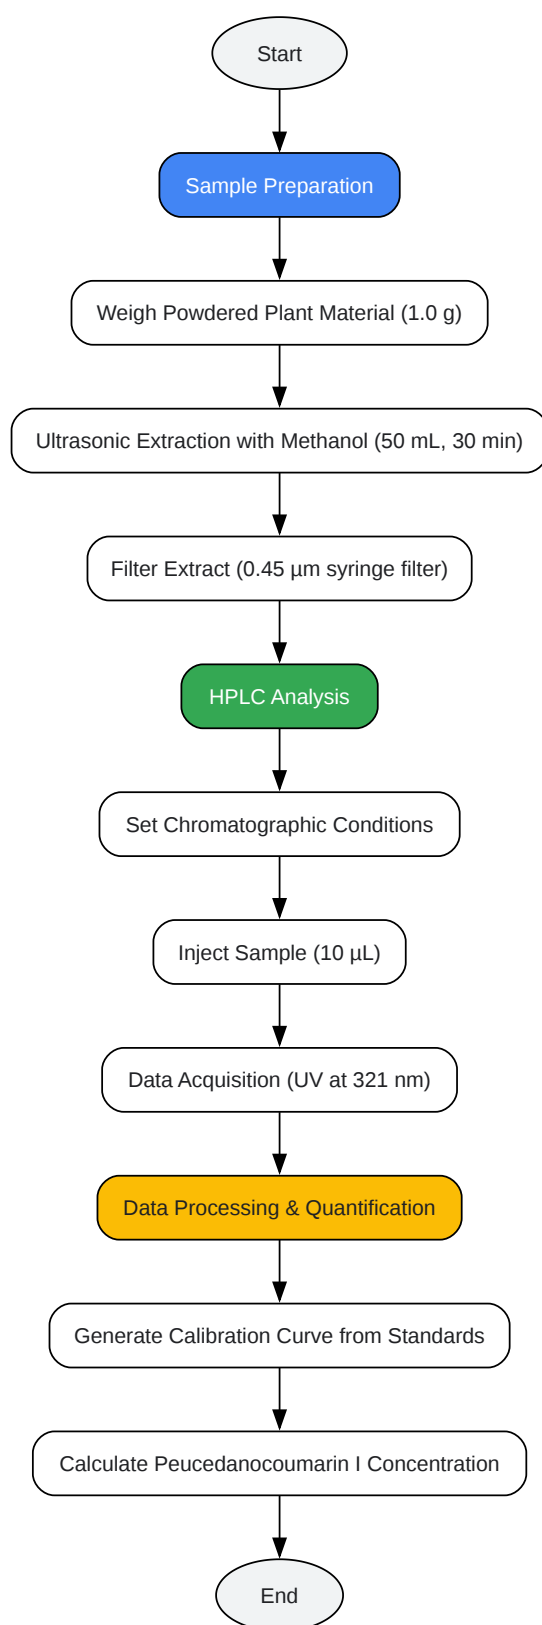 Start
Sample Preparation
Weigh Powdered Plant Material (1.0 g)
Ultrasonic Extraction with Methanol (50 mL, 30 min)
Filter Extract (0.45 µm syringe filter)
HPLC Analysis
Set Chromatographic Conditions
Inject Sample (10 µL)
Data Acquisition (UV at 321 nm)
Data Processing & Quantification
Generate Calibration Curve from Standards
Calculate Peucedanocoumarin I Concentration
End